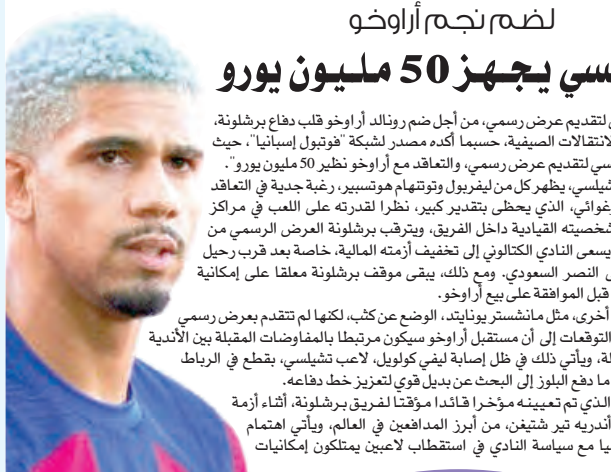 لضم نجم أراوخو
يجهز 50 مليون يورو
لتقديم عرض رسمي، من أجل ضم رونالد أراوخو قلب دفاع برشلونة،
الانتقالات الصيفية، حسبما أكده مصدر لشبكة "فوتبول إسبانيا"، حيث
لتقديم عرض رسمي، والتعاقد مع أراوخو نظير 50 مليون يورو".
شيلسي، يظهر كل من ليفربول وتوتنهام هوتسبير، رغبة جدية في التعاقد
الذي يحظى بتقدير كبير، نظرا لقدرته على اللعب في مراكز
القيادية داخل الفريق، ويترقب برشلونة العرض الرسمي من
يسعى النادي الكتالوني إلى تخفيف أزمته المالية، خاصة بعد قرب رحيل
النصر السعودي. ومع ذلك، يبقى موقف برشلونة معلقا على إمكانية
قبل الموافقة على بيع أراوخو.
أخرى، مثل مانشستر يونايتد، الوضع عن كثب، لكنها لم تتقدم بعرض رسمي
التوقعات إلى أن مستقبل أراوخو سيكون مرتبطا بالمفاوضات المقبلة بين الأندية
ويأتي ذلك في ظل إصابة ليفي كولويل، لاعب تشيلسي، بقطع في الرباط
ما دفع البلوز إلى البحث عن بديل قوي لتعزيز خط دفاعه.
الذي تم تعيينه مؤخرا قائدا مؤقتا لفريق برشلونة، أثناء أزمة
أندريه تير شتيغن، من أبرز المدافعين في العالم، ويأتي اهتمام
مع سياسة النادي في استقطاب لاعبين يمتلكون إمكانيات